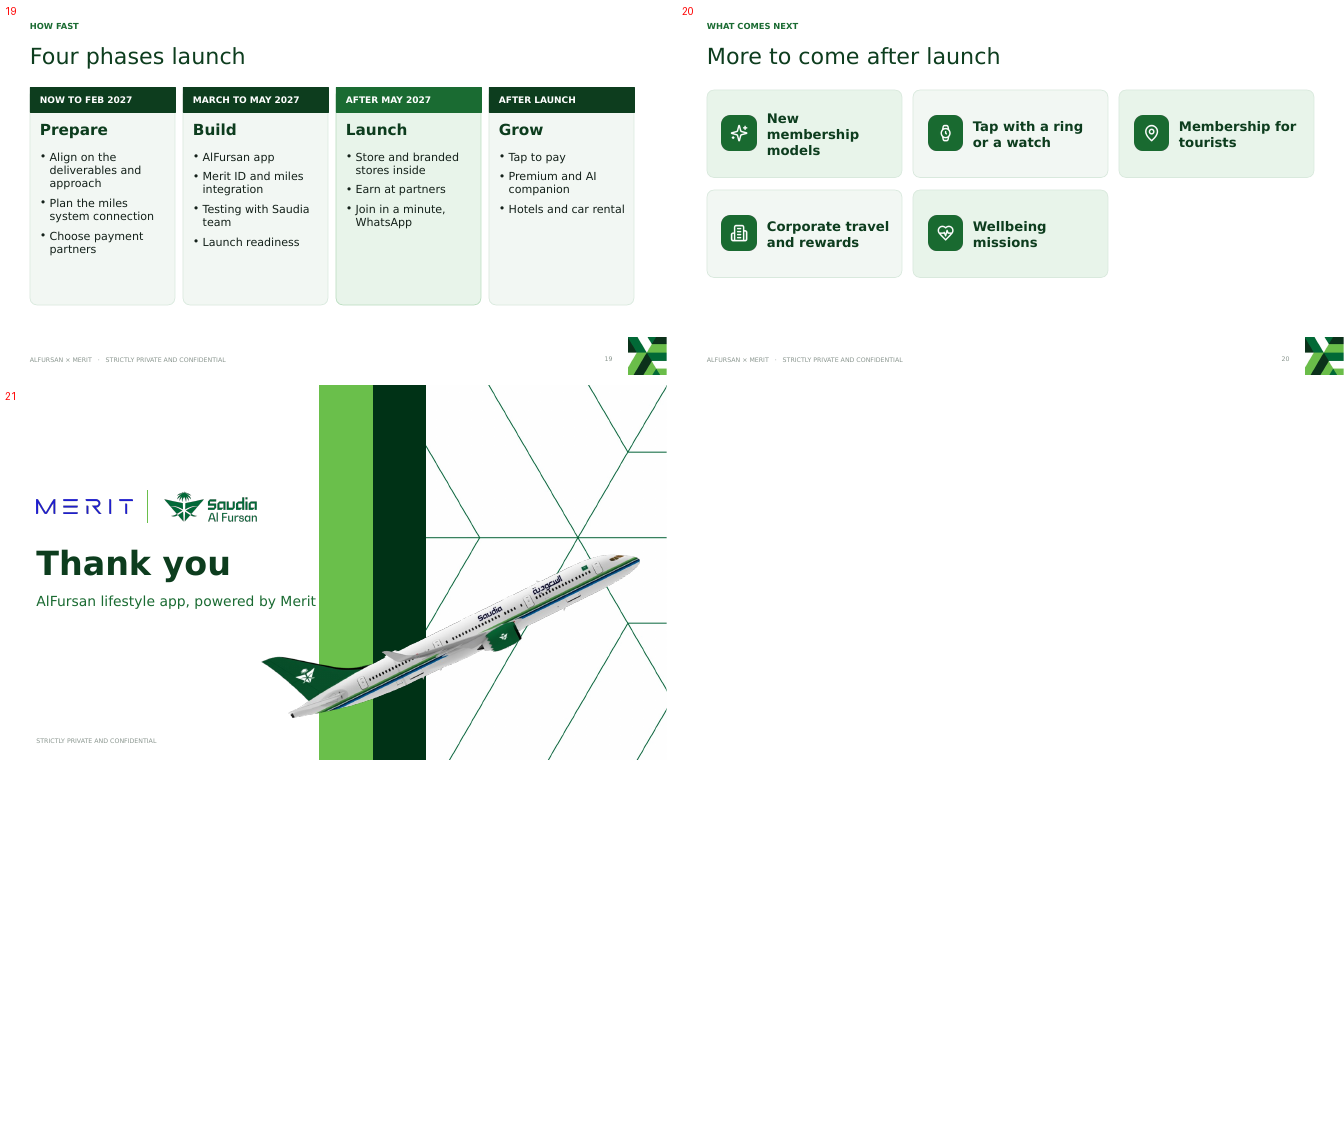 19
HOW FAST
Four phases launch
NOW TO FEB 2027
Prepare
• Align on the
deliverables and
approach
• Plan the miles
system connection
• Choose payment
partners
MARCH TO MAY 2027
Build
• AlFursan app
• Merit ID and miles
integration
• Testing with Saudia
team
• Launch readiness
AFTER MAY 2027
Launch
• Store and branded
stores inside
• Earn at partners
• Join in a minute,
WhatsApp
AFTER LAUNCH
Grow
• Tap to pay
• Premium and AI
companion
• Hotels and car rental
ALFURSAN × MERIT · STRICTLY PRIVATE AND CONFIDENTIAL
19
20
WHAT COMES NEXT
More to come after launch
New
membership
models
Tap with a ring
or a watch
Membership for
tourists
Corporate travel
and rewards
Wellbeing
missions
ALFURSAN × MERIT · STRICTLY PRIVATE AND CONFIDENTIAL
20
21
MERIT
Saudia
Al Fursan
Thank you
AlFursan lifestyle app, powered by Merit
Saudia
السعودية
STRICTLY PRIVATE AND CONFIDENTIAL